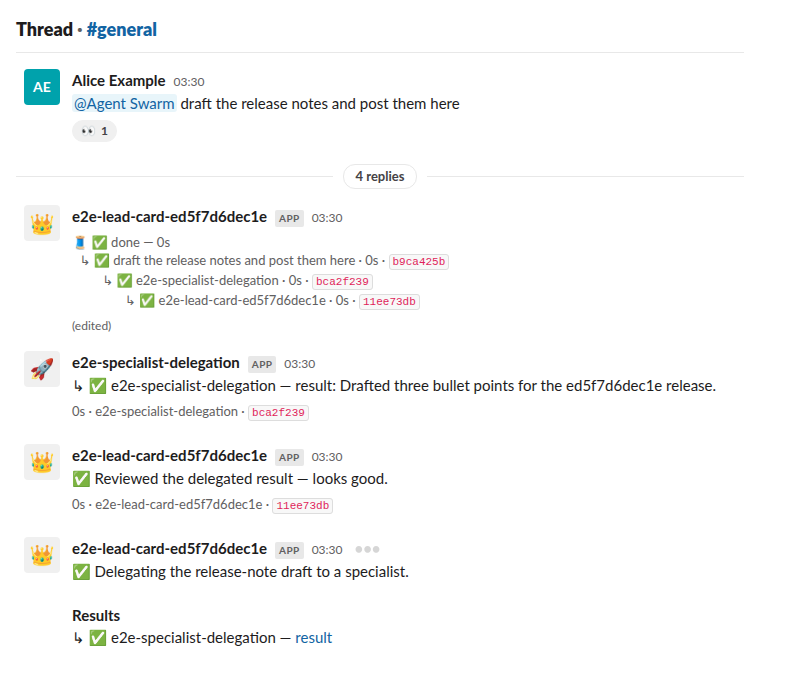 Thread • #general
AE
Alice Example 03:30
@Agent Swarm draft the release notes and post them here
👀 1
4 replies
e2e-lead-card-ed5f7d6dec1e APP 03:30
🧵 ✅ done — 0s
↳ ✅ draft the release notes and post them here · 0s · b9ca425b
↳ ✅ e2e-specialist-delegation · 0s · bca2f239
↳ ✅ e2e-lead-card-ed5f7d6dec1e · 0s · 11ee73db
(edited)
e2e-specialist-delegation APP 03:30
↳ ✅ e2e-specialist-delegation — result: Drafted three bullet points for the ed5f7d6dec1e release.
0s · e2e-specialist-delegation · bca2f239
e2e-lead-card-ed5f7d6dec1e APP 03:30
✅ Reviewed the delegated result — looks good.
0s · e2e-lead-card-ed5f7d6dec1e · 11ee73db
e2e-lead-card-ed5f7d6dec1e APP 03:30
✅ Delegating the release-note draft to a specialist.
Results
↳ ✅ e2e-specialist-delegation — result